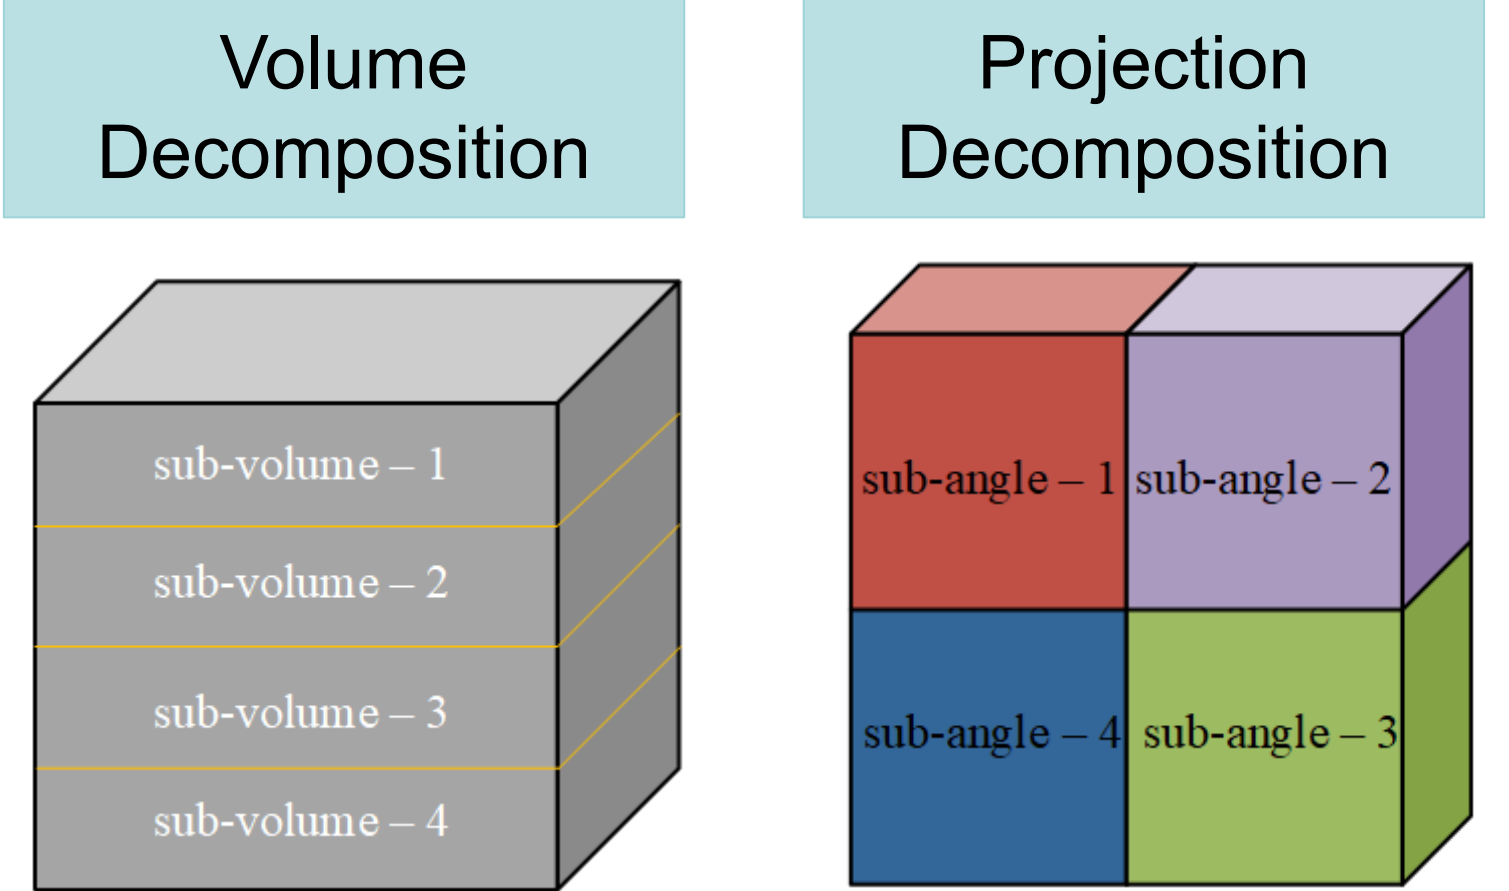 Volume
Decomposition
Projection
Decomposition
sub-volume – 1
sub-volume – 2
sub-volume – 3
sub-volume – 4
sub-angle – 1
sub-angle – 2
sub-angle – 4
sub-angle – 3